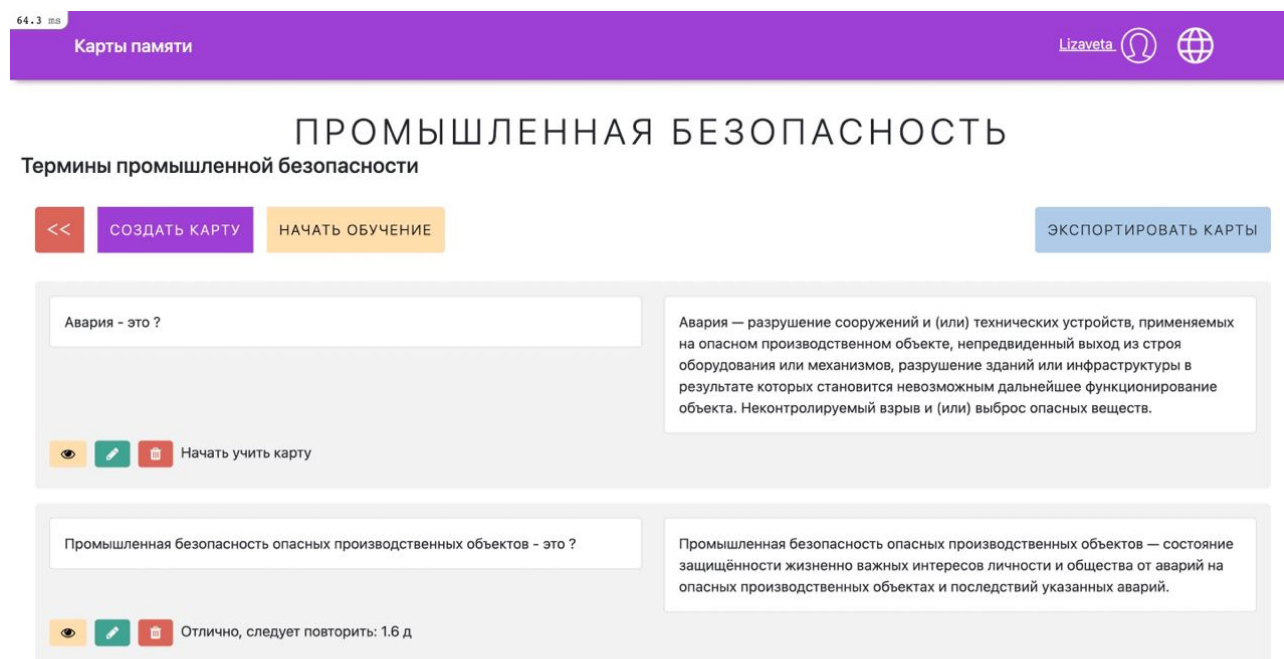 64.3 ms
Карты памяти
Lizaveta
ПРОМЫШЛЕННАЯ БЕЗОПАСНОСТЬ
Термины промышленной безопасности
<<
СОЗДАТЬ КАРТУ
НАЧАТЬ ОБУЧЕНИЕ
ЭКСПОРТИРОВАТЬ КАРТЫ
Авария - это ?
Авария — разрушение сооружений и (или) технических устройств, применяемых
на опасном производственном объекте, непредвиденный выход из строя
оборудования или механизмов, разрушение зданий или инфраструктуры в
результате которых становится невозможным дальнейшее функционирование
объекта. Неконтролируемый взрыв и (или) выброс опасных веществ.
Начать учить карту
Промышленная безопасность опасных производственных объектов - это ?
Промышленная безопасность опасных производственных объектов — состояние
защищённости жизненно важных интересов личности и общества от аварий на
опасных производственных объектах и последствий указанных аварий.
Отлично, следует повторить: 1.6 д